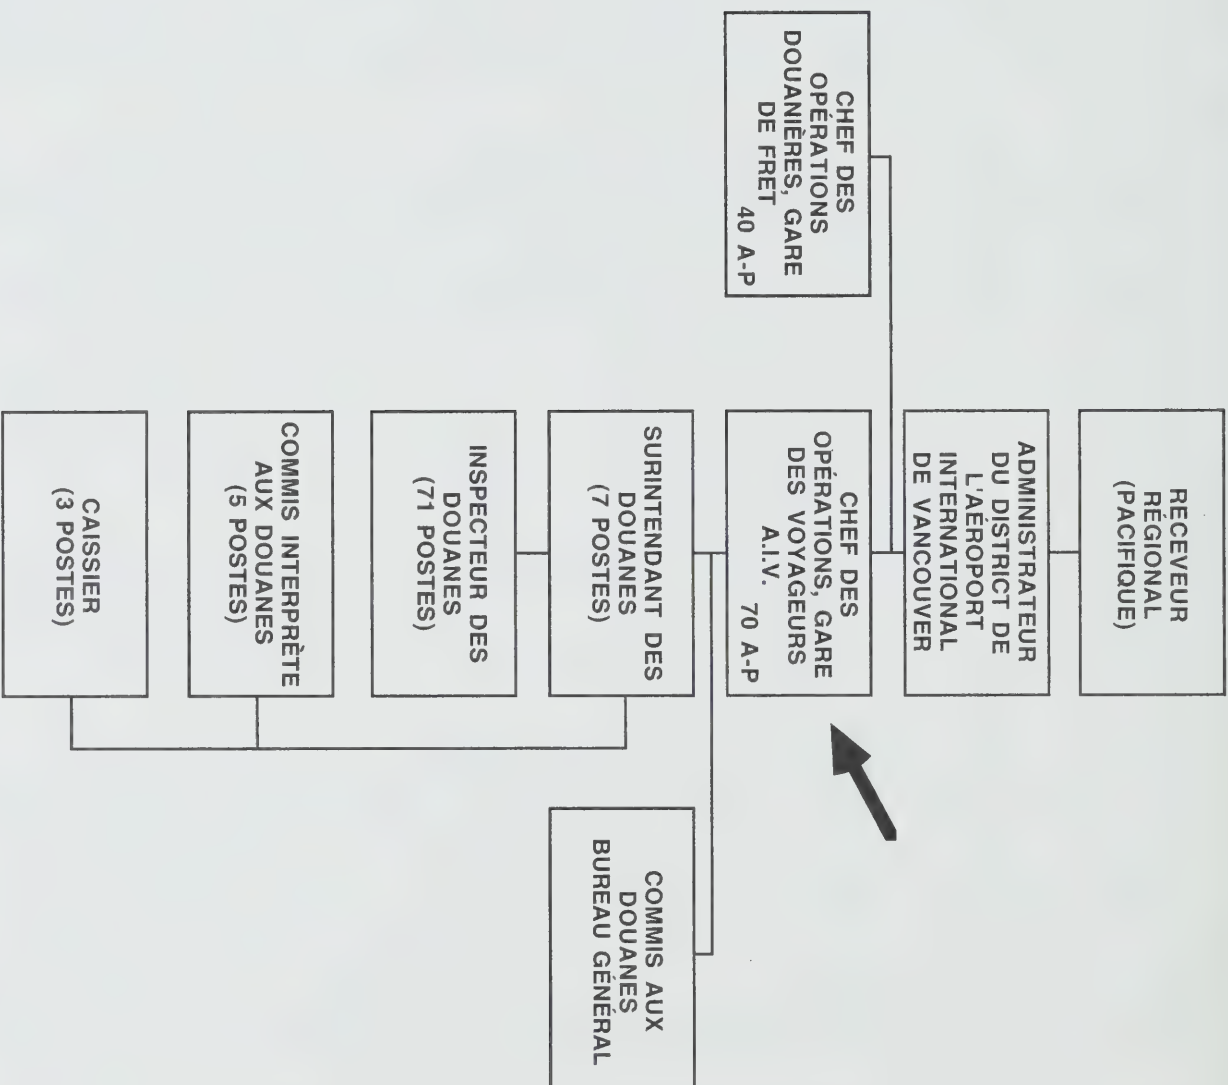 RECEVEUR
RÉGIONAL
(PACIFIQUE)
ADMINISTRATEUR
DU DISTRICT DE
L'AÉROPORT
INTERNATIONAL
DE VANCOUVER
CHEF DES
OPÉRATIONS
DOUANIÈRES, GARE
DE FRET
40 A-P
CHEF DES
OPÉRATIONS, GARE
DES VOYAGEURS
A.I.V. 70 A-P
SURINTENDANT DES
DOUANES
(7 POSTES)
COMMIS AUX
DOUANES
BUREAU GÉNÉRAL
INSPECTEUR DES
DOUANES
(71 POSTES)
COMMIS INTERPRÈTE
AUX DOUANES
(5 POSTES)
CAISSIER
(3 POSTES)